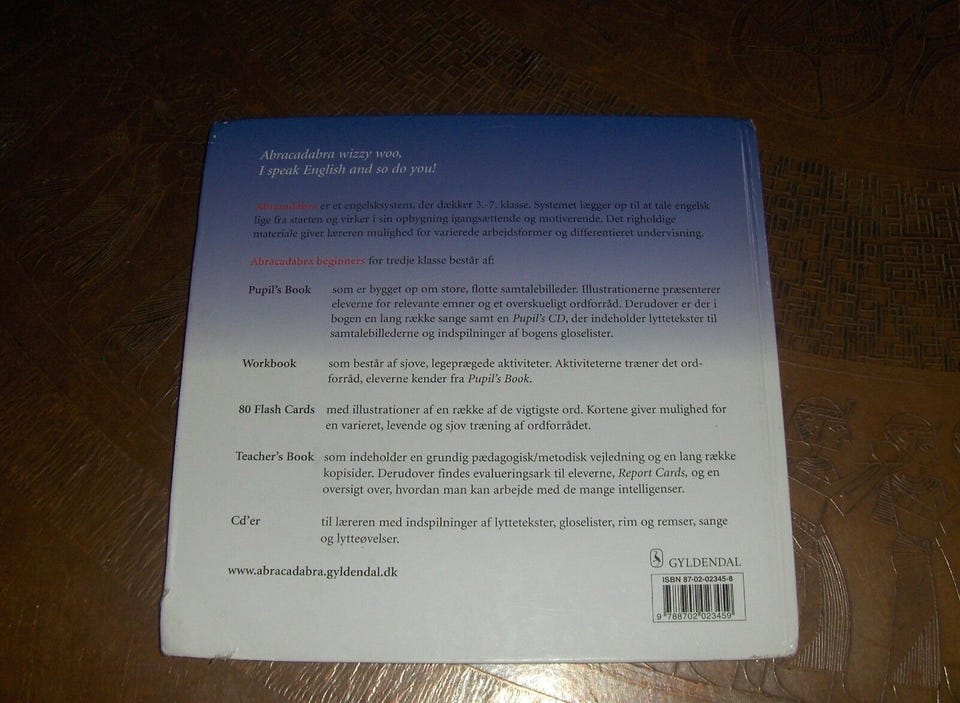 Abracadabra wizzy woo,
I speak English and so do you!
Abracadabra er et engelsksystem, der dækker 3.-7. klasse. Systemet lægger op til at tale engelsk
lige fra starten og virker i sin opbygning igangsættende og motiverende. Det righoldige
materiale giver læreren mulighed for varierede arbejdsformer og differentieret undervisning.
Abracadabra beginners for tredje klasse består af:
Pupil's Book som er bygget op om store, flotte samtalebilleder. Illustrationerne præsenterer
eleverne for relevante emner og et overskueligt ordforråd. Derudover er der i
bogen en lang række sange samt en Pupil's CD, der indeholder lyttetekster til
samtalebillederne og indspilninger af bogens gloselister.
Workbook som består af sjove, legeprægede aktiviteter. Aktiviteterne træner det ord-
forråd, eleverne kender fra Pupil's Book.
80 Flash Cards med illustrationer af en række af de vigtigste ord. Kortene giver mulighed for
en varieret, levende og sjov træning af ordforrådet.
Teacher's Book som indeholder en grundig pædagogisk/metodisk vejledning og en lang række
kopisider. Derudover findes evalueringsark til eleverne, Report Cards, og en
oversigt over, hvordan man kan arbejde med de mange intelligenser.
Cd'er til læreren med indspilninger af lyttetekster, gloselister, rim og remser, sange
og lytteøvelser.
www.abracadabra.gyldendal.dk
GYLDENDAL
ISBN 87-02-02345-8
9 788702 023459